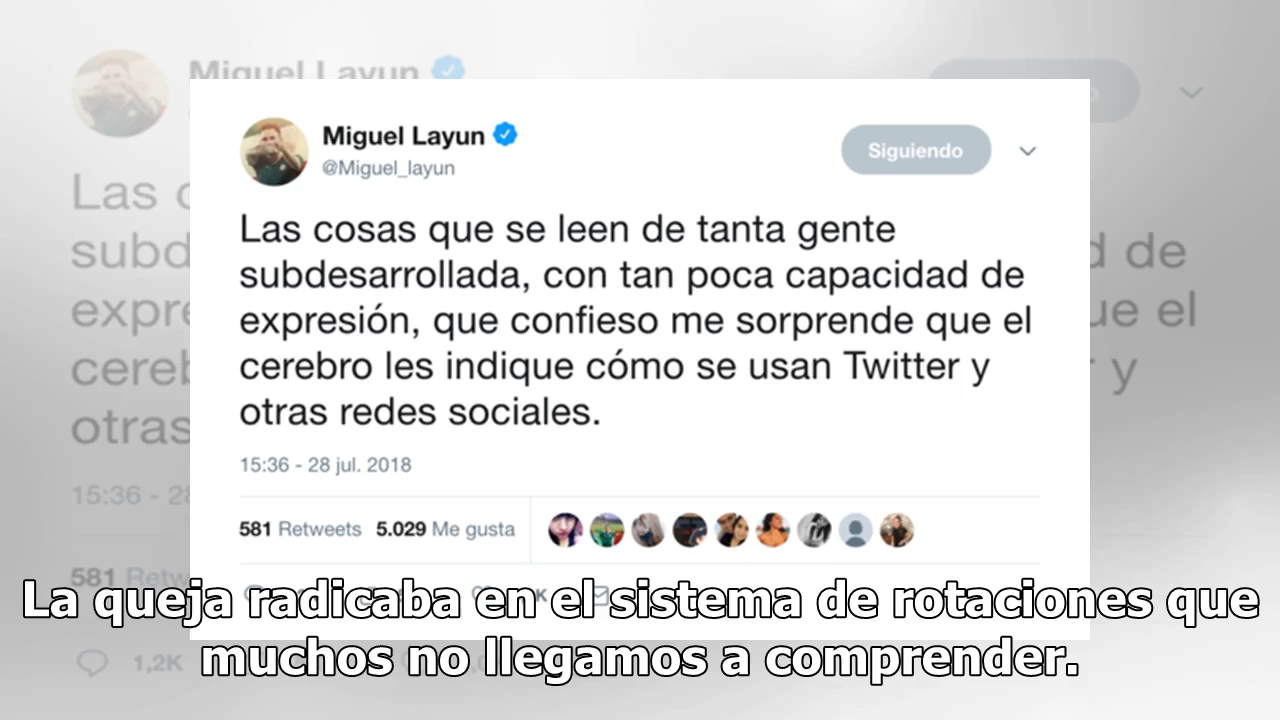 Miguel Layun
Miguel Layun
@Miguel_layun
Siguiendo
Las cosas que se leen de tanta gente
subdesarrollada, con tan poca capacidad de
expresión, que confieso me sorprende que el
cerebro les indique cómo se usan Twitter y
otras redes sociales.
15:36 - 28 jul. 2018
581 Retweets 5.029 Me gusta
La queja radicaba en el sistema de rotaciones que
muchos no llegamos a comprender.
1,2K